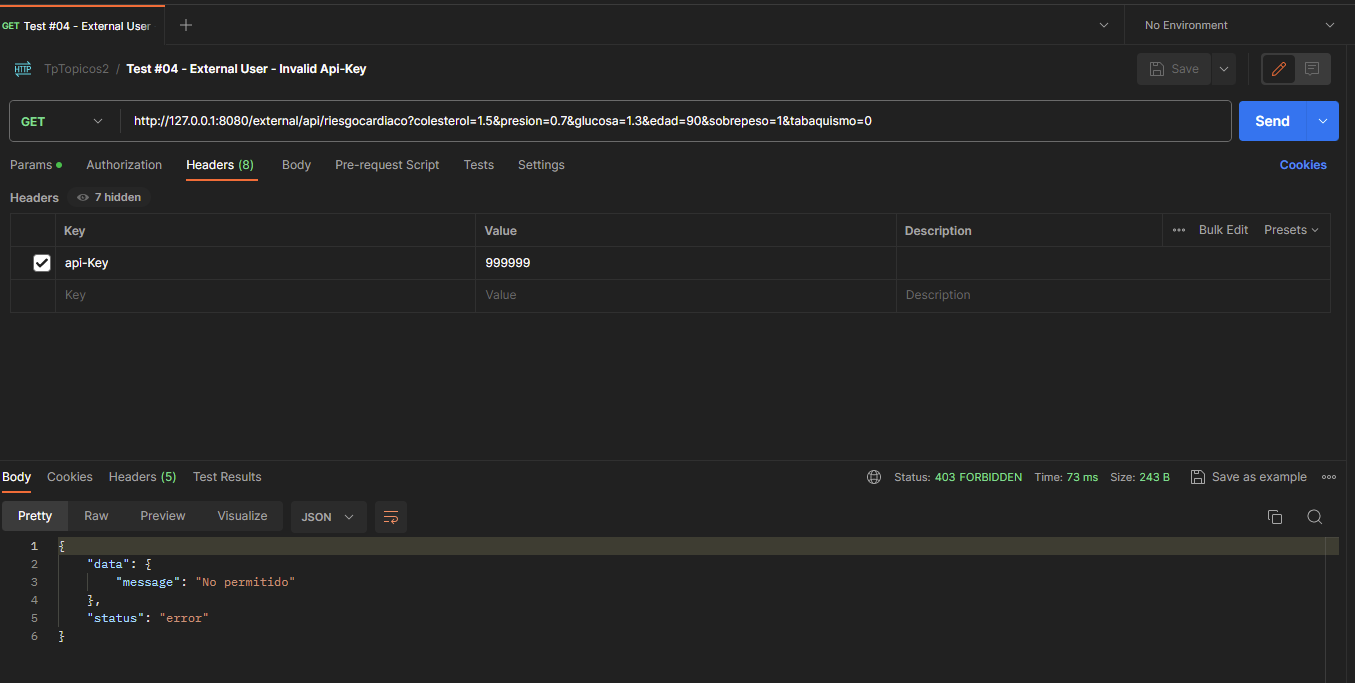 GET Test #04 - External User
No Environment
HTTP TpTopicos2 / Test #04 - External User - Invalid Api-Key
Save
GET http://127.0.0.1:8080/external/api/riesgocardiaco?colesterol=1.5&presion=0.7&glucosa=1.3&edad=90&sobrepeso=1&tabaquismo=0
Send
Params Authorization Headers (8) Body Pre-request Script Tests Settings Cookies
Headers 7 hidden
Key Value Description Bulk Edit Presets
api-Key 999999
Key Value Description
Body Cookies Headers (5) Test Results Status: 403 FORBIDDEN Time: 73 ms Size: 243 B Save as example
Pretty Raw Preview Visualize JSON
1 {
2 "data": {
3 "message": "No permitido"
4 },
5 "status": "error"
6 }